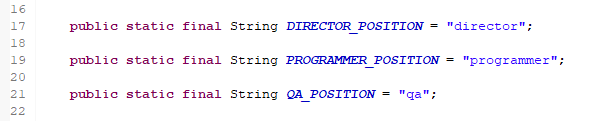 16
17 public static final String DIRECTOR_POSITION = "director";
18
19 public static final String PROGRAMMER_POSITION = "programmer";
20
21 public static final String QA_POSITION = "qa";
22